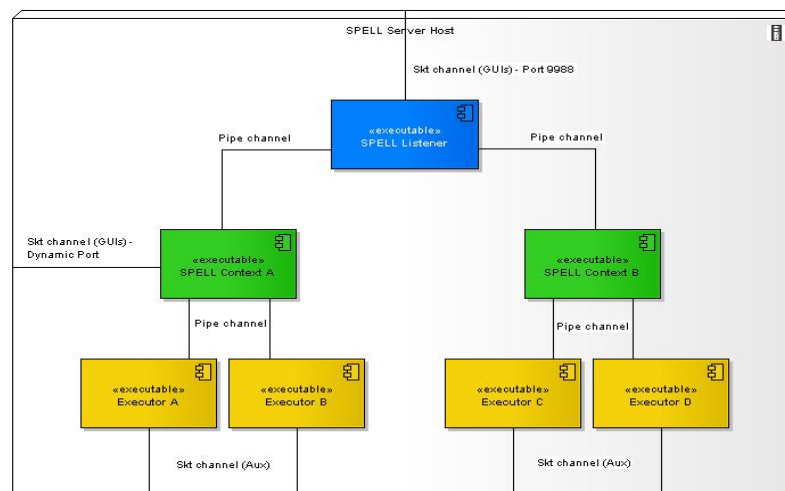 SPELL Server Host
Skt channel (GUIs) - Port 9988
«executable»
SPELL Listener
Pipe channel
Pipe channel
Skt channel (GUIs) -
Dynamic Port
«executable»
SPELL Context A
«executable»
SPELL Context B
Pipe channel
Pipe channel
«executable»
Executor A
«executable»
Executor B
«executable»
Executor C
«executable»
Executor D
Skt channel (Aux)
Skt channel (Aux)